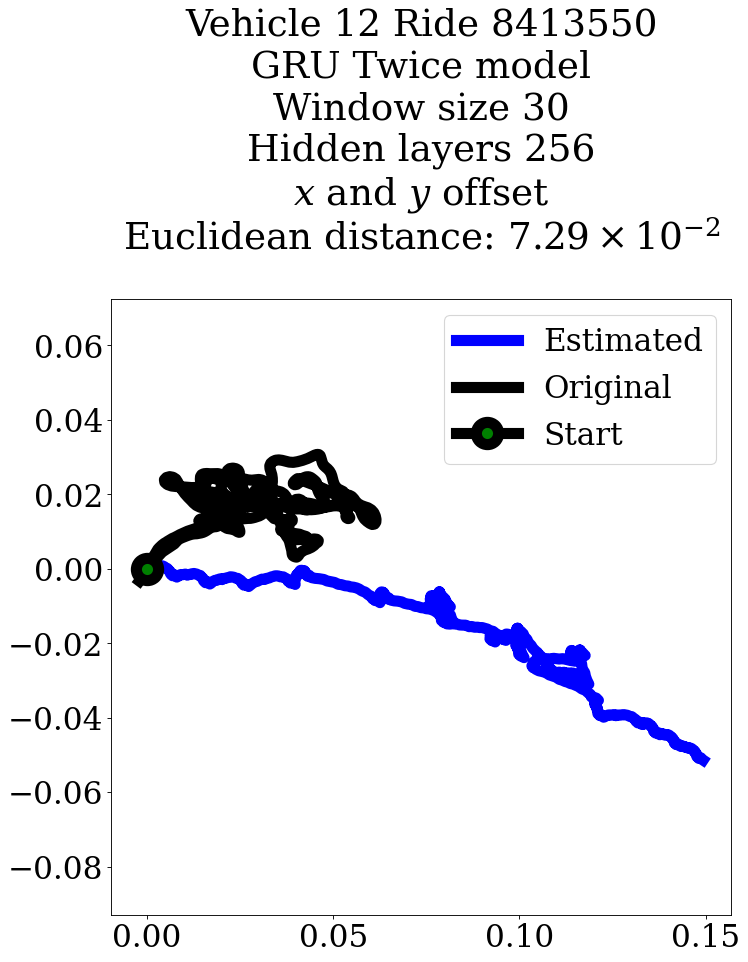 Vehicle 12 Ride 8413550
GRU Twice model
Window size 30
Hidden layers 256
x and y offset
Euclidean distance: 7.29 × 10⁻²
Estimated
Original
Start
0.06
0.04
0.02
0.00
−0.02
−0.04
−0.06
−0.08
0.00 0.05 0.10 0.15